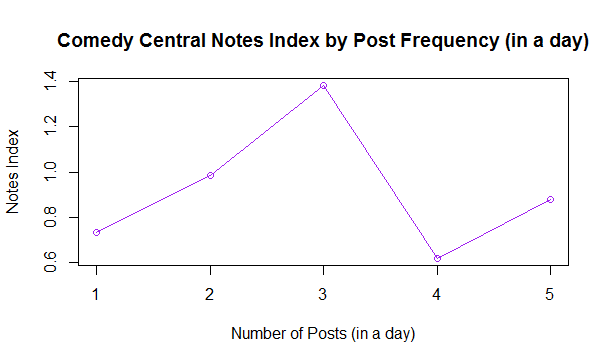 Comedy Central Notes Index by Post Frequency (in a day)
Notes Index
1.4
1.2
1.0
0.8
0.6
1 2 3 4 5
Number of Posts (in a day)